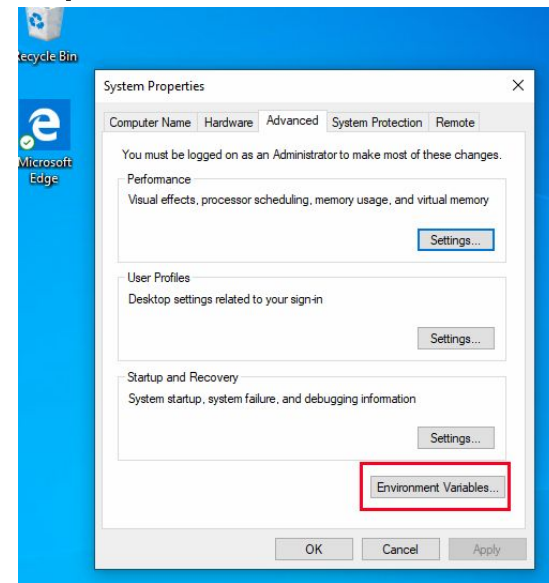 Recycle Bin
System Properties
Computer Name Hardware Advanced System Protection Remote
Microsoft
Edge
You must be logged on as an Administrator to make most of these changes.
Performance
Visual effects, processor scheduling, memory usage, and virtual memory
Settings...
User Profiles
Desktop settings related to your sign-in
Settings...
Startup and Recovery
System startup, system failure, and debugging information
Settings...
Environment Variables...
OK Cancel Apply